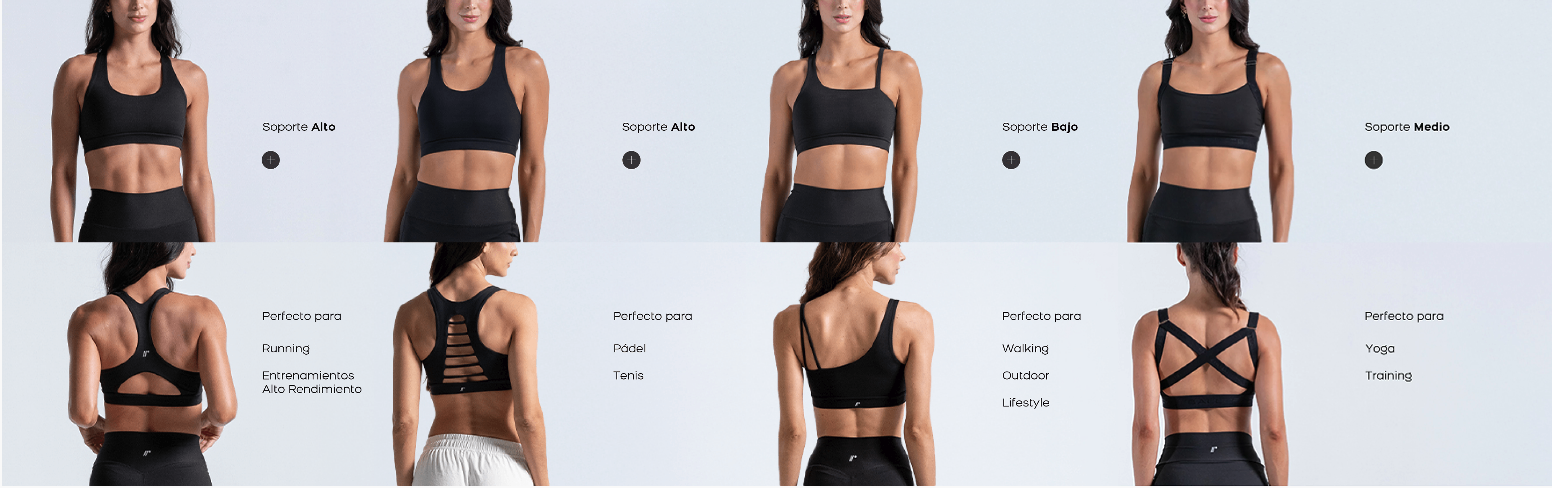 Soporte Alto
Soporte Alto
Soporte Bajo
Soporte Medio
Perfecto para
Running
Entrenamientos
Alto Rendimiento
Perfecto para
Pádel
Tenis
Perfecto para
Walking
Outdoor
Lifestyle
Perfecto para
Yoga
Training